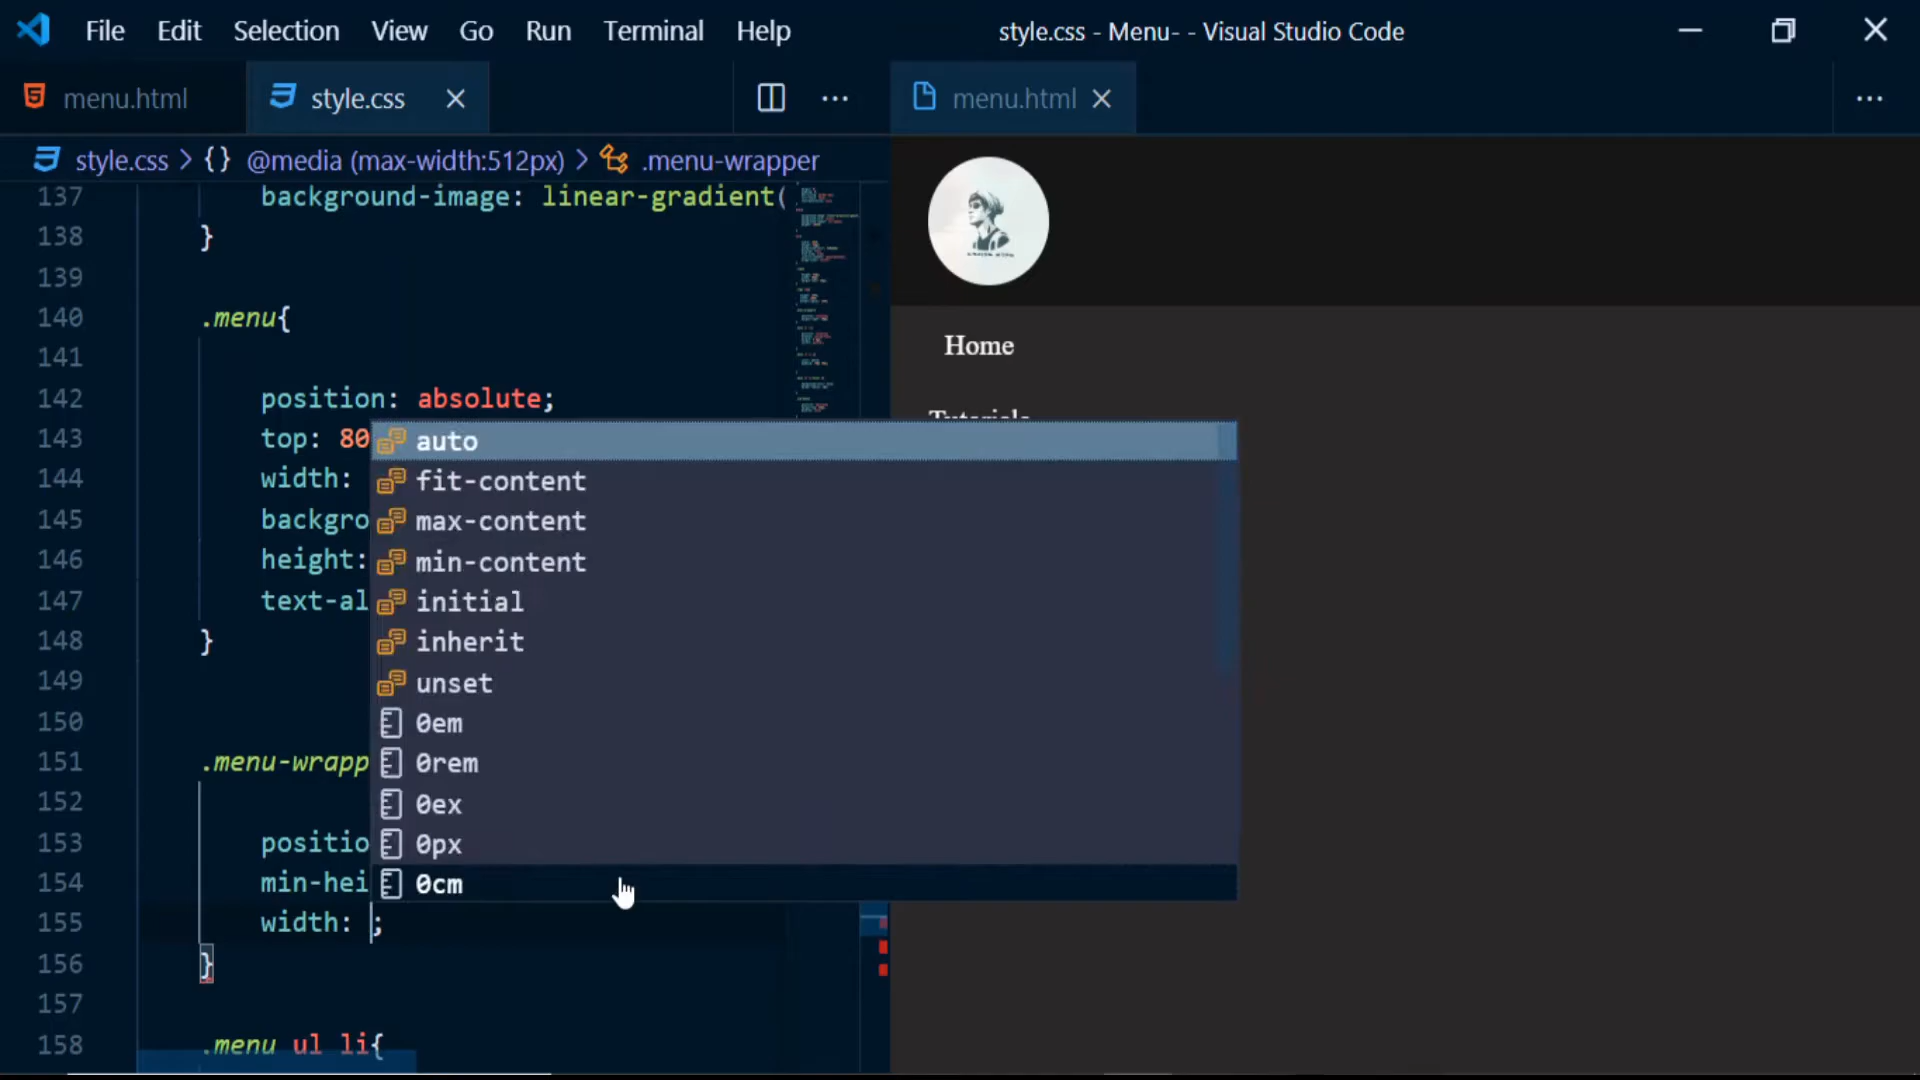 File Edit Selection View Go Run Terminal Help
style.css - Menu- - Visual Studio Code
menu.html
style.css
menu.html
style.css > {} @media (max-width:512px) > .menu-wrapper
137 background-image: linear-gradient(
138 }
139
140 .menu{
141
142 position: absolute;
143 top: 80
144 width:
145 backgro
146 height:
147 text-al
148 }
149
150
151 .menu-wrapp
152
153 positio
154 min-hei
155 width: ;
156 }
157
158 .menu ul li{
auto
fit-content
max-content
min-content
initial
inherit
unset
0em
0rem
0ex
0px
0cm
Home
Tutorials